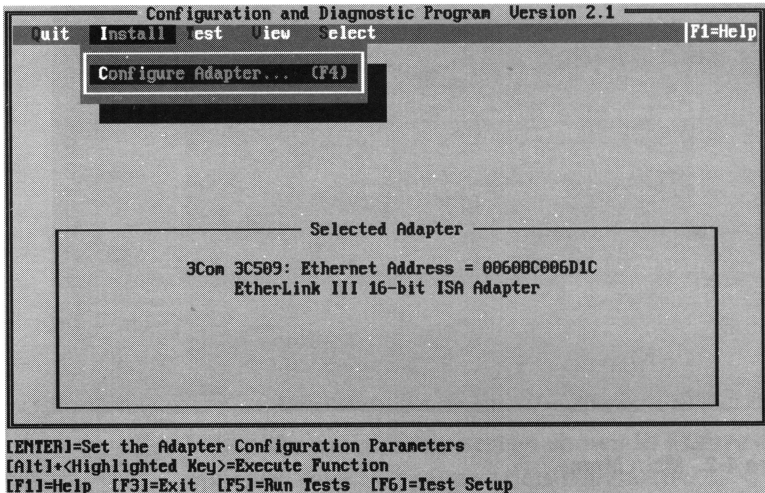 Configuration and Diagnostic Program Version 2.1
Quit Install Test View Select F1=Help
Configure Adapter... (F4)
Selected Adapter
3Com 3C509: Ethernet Address = 00608C006D1C
EtherLink III 16-bit ISA Adapter
[ENTER]=Set the Adapter Configuration Parameters
[Alt]+<Highlighted Key>=Execute Function
[F1]=Help [F3]=Exit [F5]=Run Tests [F6]=Test Setup